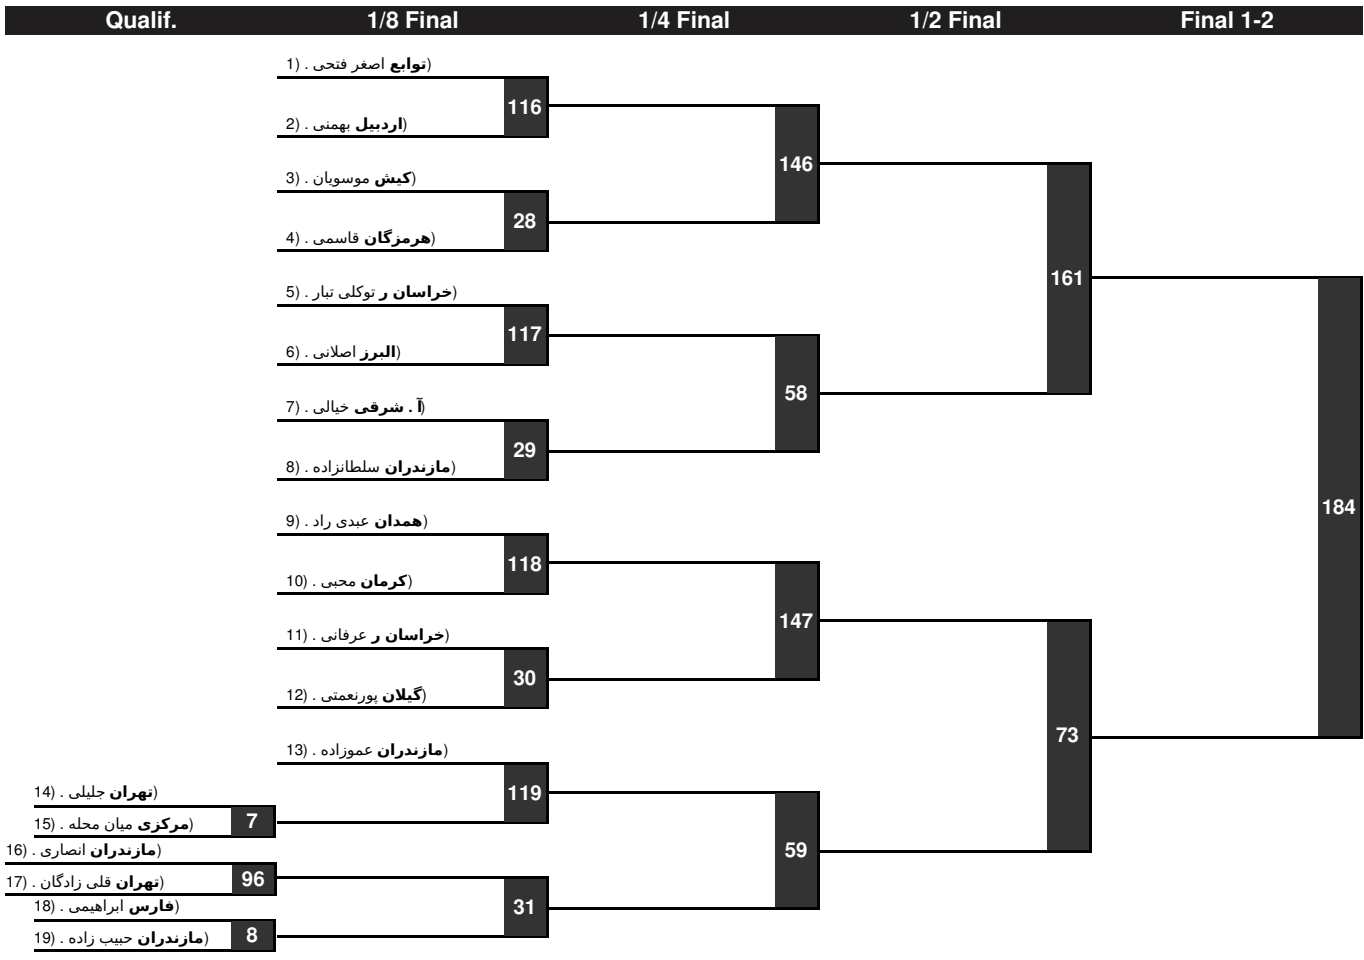 Qualif. 1/8 Final 1/4 Final 1/2 Final Final 1-2
1) . توابع اصغر فتحی)
116
2) . اردبیل بهمنی)
146
3) . کیش موسویان)
28
4) . هرمزگان قاسمی)
161
5) . خراسان ر توکلی تبار)
117
6) . البرز اصلانی)
58
7) . آ . شرقی خیالی)
29
8) . مازندران سلطانزاده)
184
9) . همدان عبدی راد)
118
10) . کرمان محبی)
147
11) . خراسان ر عرفانی)
30
12) . گیلان پورنعمتی)
73
13) . مازندران عموزاده)
119
14) . تهران جلیلی)
7
15) . مرکزی میان محله)
59
16) . مازندران انصاری)
96
17) . تهران قلی زادگان)
31
18) . فارس ابراهیمی)
8
19) . مازندران حبیب زاده)